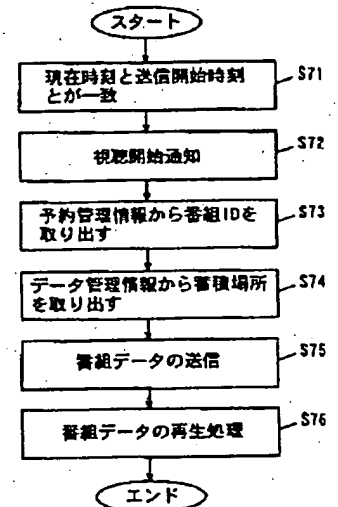 スタート
現在時刻と送信開始時刻
とが一致
S71
視聴開始通知
S72
予約管理情報から番組IDを
取り出す
S73
データ管理情報から蓄積場所
を取り出す
S74
番組データの送信
S75
番組データの再生処理
S76
エンド